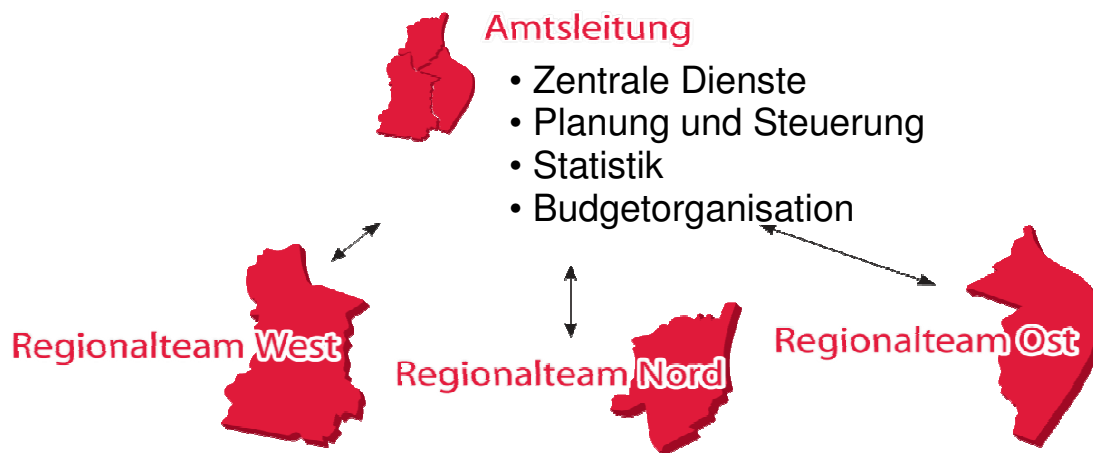 Amtsleitung
• Zentrale Dienste
• Planung und Steuerung
• Statistik
• Budgetorganisation
Regionalteam West
Regionalteam Nord
Regionalteam Ost